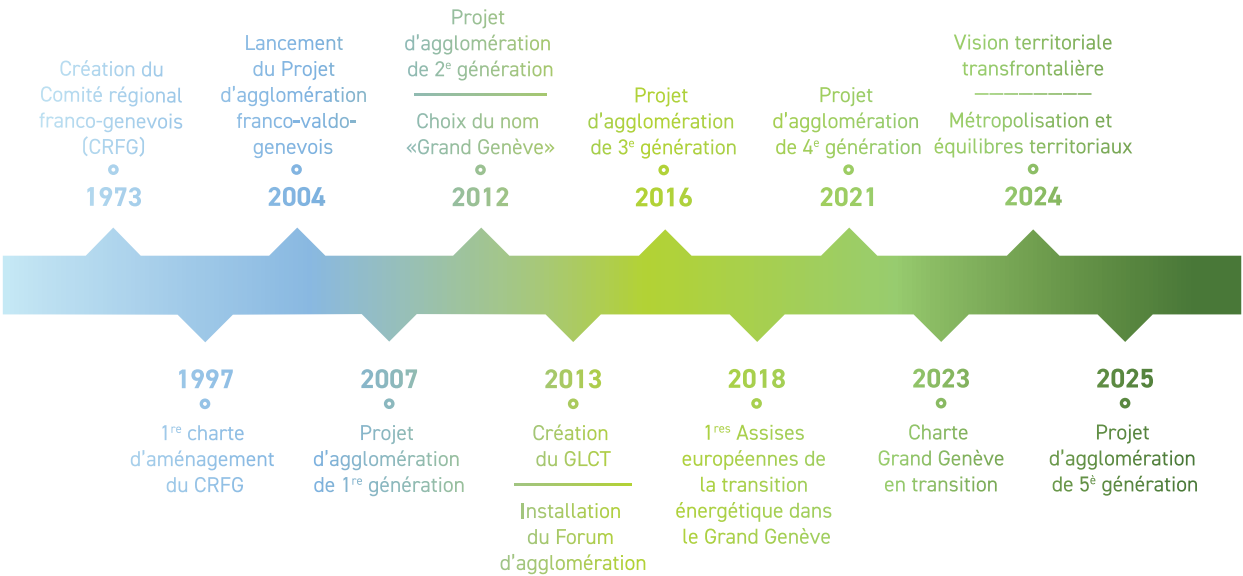 Création du
Comité régional
franco-genevois
(CRFG)
1973
1997
1re charte
d'aménagement
du CRFG
Lancement
du Projet
d'agglomération
franco-valdo-
genevois
2004
2007
Projet
d'agglomération
de 1re génération
Projet
d'agglomération
de 2e génération
Choix du nom
«Grand Genève»
2012
2013
Création
du GLCT
Installation
du Forum
d'agglomération
Projet
d'agglomération
de 3e génération
2016
2018
1res Assises
européennes de
la transition
énergétique dans
le Grand Genève
Projet
d'agglomération
de 4e génération
2021
2023
Charte
Grand Genève
en transition
Vision territoriale
transfrontalière
Métropolisation et
équilibres territoriaux
2024
2025
Projet
d'agglomération
de 5è génération